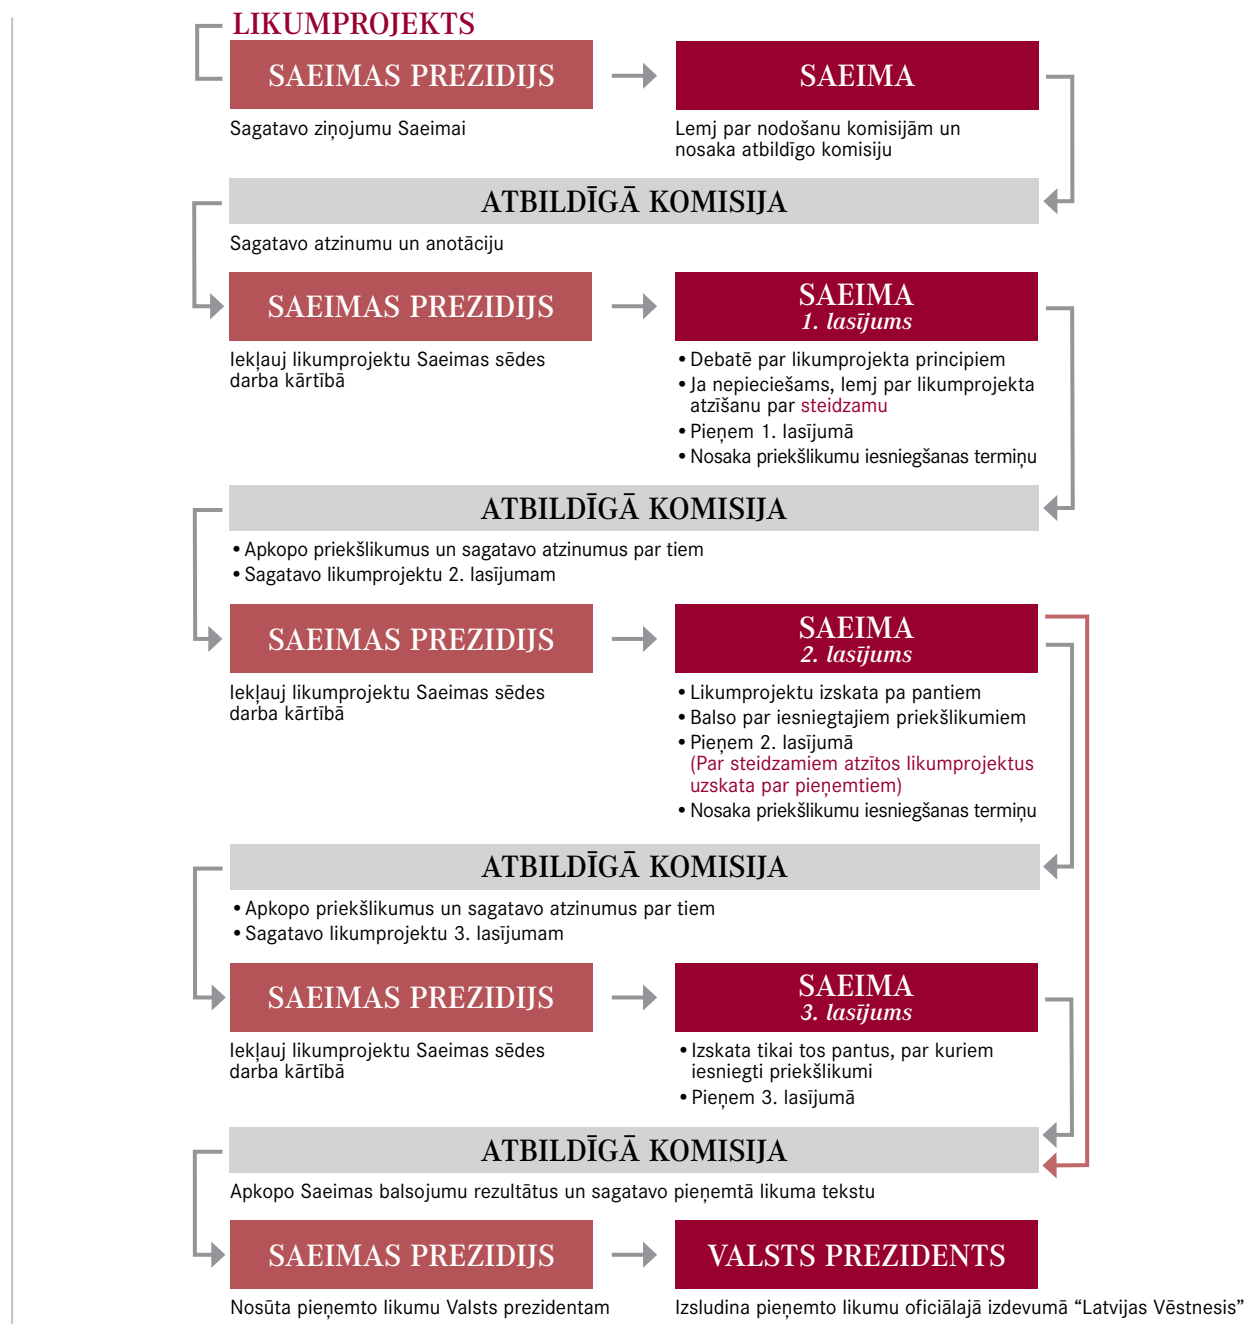 LIKUMPROJEKTS
SAEIMAS PREZIDIJS
SAEIMA
Sagatavo ziņojumu Saeimai
Lemj par nodošanu komisijām un
nosaka atbildīgo komisiju
ATBILDĪGĀ KOMISIJA
Sagatavo atzinumu un anotāciju
SAEIMAS PREZIDIJS
SAEIMA
1. lasījums
Iekļauj likumprojektu Saeimas sēdes
darba kārtībā
• Debatē par likumprojekta principiem
• Ja nepieciešams, lemj par likumprojekta
atzīšanu par steidzamu
• Pieņem 1. lasījumā
• Nosaka priekšlikumu iesniegšanas termiņu
ATBILDĪGĀ KOMISIJA
• Apkopo priekšlikumus un sagatavo atzinumus par tiem
• Sagatavo likumprojektu 2. lasījumam
SAEIMAS PREZIDIJS
SAEIMA
2. lasījums
Iekļauj likumprojektu Saeimas sēdes
darba kārtībā
• Likumprojektu izskata pa pantiem
• Balso par iesniegtajiem priekšlikumiem
• Pieņem 2. lasījumā
(Par steidzamiem atzītos likumprojektus
uzskata par pieņemtiem)
• Nosaka priekšlikumu iesniegšanas termiņu
ATBILDĪGĀ KOMISIJA
• Apkopo priekšlikumus un sagatavo atzinumus par tiem
• Sagatavo likumprojektu 3. lasījumam
SAEIMAS PREZIDIJS
SAEIMA
3. lasījums
Iekļauj likumprojektu Saeimas sēdes
darba kārtībā
• Izskata tikai tos pantus, par kuriem
iesniegti priekšlikumi
• Pieņem 3. lasījumā
ATBILDĪGĀ KOMISIJA
Apkopo Saeimas balsojumu rezultātus un sagatavo pieņemtā likuma tekstu
SAEIMAS PREZIDIJS
VALSTS PREZIDENTS
Nosūta pieņemto likumu Valsts prezidentam
Izsludina pieņemto likumu oficiālajā izdevumā “Latvijas Vēstnesis”